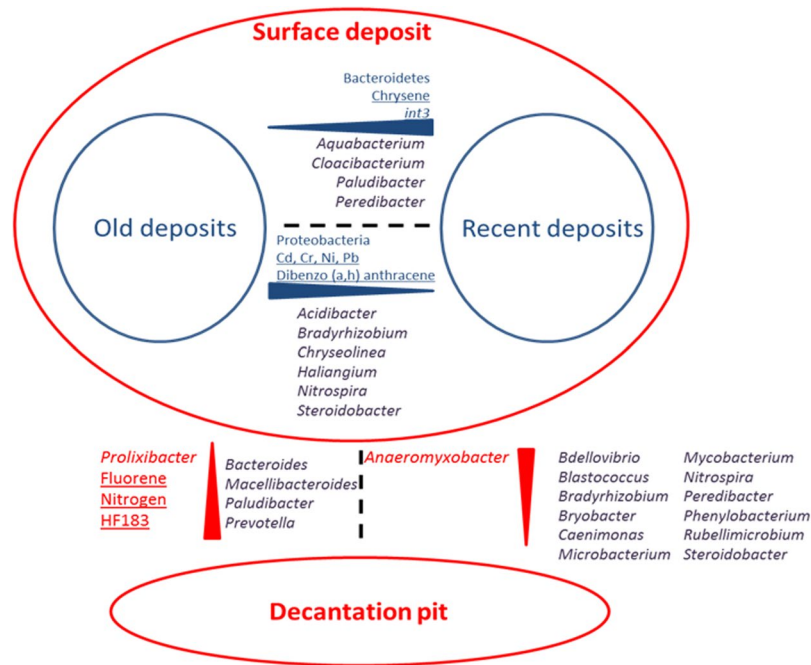 Surface deposit
Bacteroidetes
Chrysene
int3
Aquabacterium
Cloacibacterium
Paludibacter
Peredibacter
Old deposits
Recent deposits
Proteobacteria
Cd, Cr, Ni, Pb
Dibenzo (a,h) anthracene
Acidibacter
Bradyrhizobium
Chryseolinea
Haliangium
Nitrospira
Steroidobacter
Prolixibacter
Fluorene
Nitrogen
HF183
Bacteroides
Macellibacteroides
Paludibacter
Prevotella
Anaeromyxobacter
Bdellovibrio
Blastococcus
Bradyrhizobium
Bryobacter
Caenimonas
Microbacterium
Mycobacterium
Nitrospira
Peredibacter
Phenylobacterium
Rubellimicrobium
Steroidobacter
Decantation pit